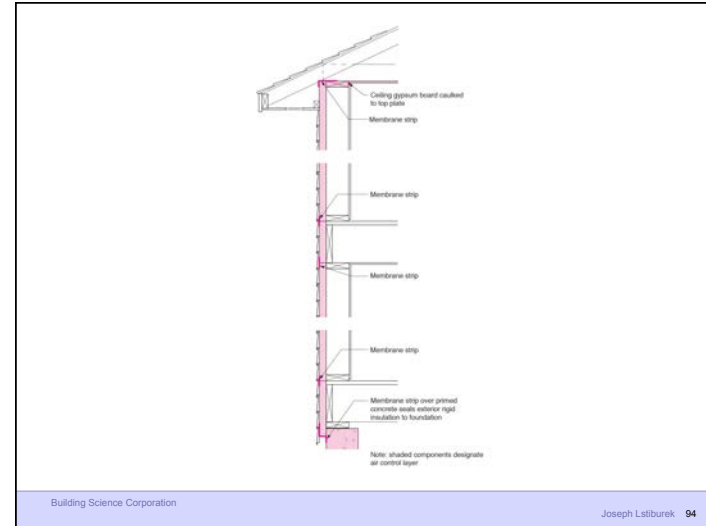 Ceiling gypsum board caulked
to top plate
Membrane strip
Membrane strip
Membrane strip
Membrane strip
Membrane strip over primed
concrete seals exterior rigid
insulation to foundation
Note: shaded components designate
air control layer
Building Science Corporation
Joseph Lstiburek 94